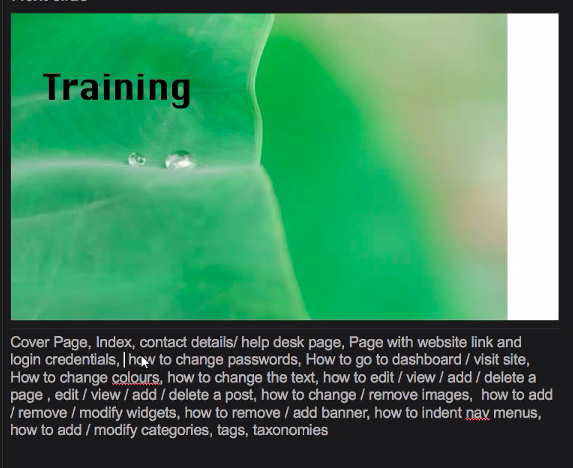 Training
Cover Page, Index, contact details/ help desk page, Page with website link and
login credentials, how to change passwords, How to go to dashboard / visit site,
How to change colours, how to change the text, how to edit / view / add / delete a
page , edit / view / add / delete a post, how to change / remove images,  how to add
/ remove / modify widgets, how to remove / add banner, how to indent nav menus,
how to add / modify categories, tags, taxonomies